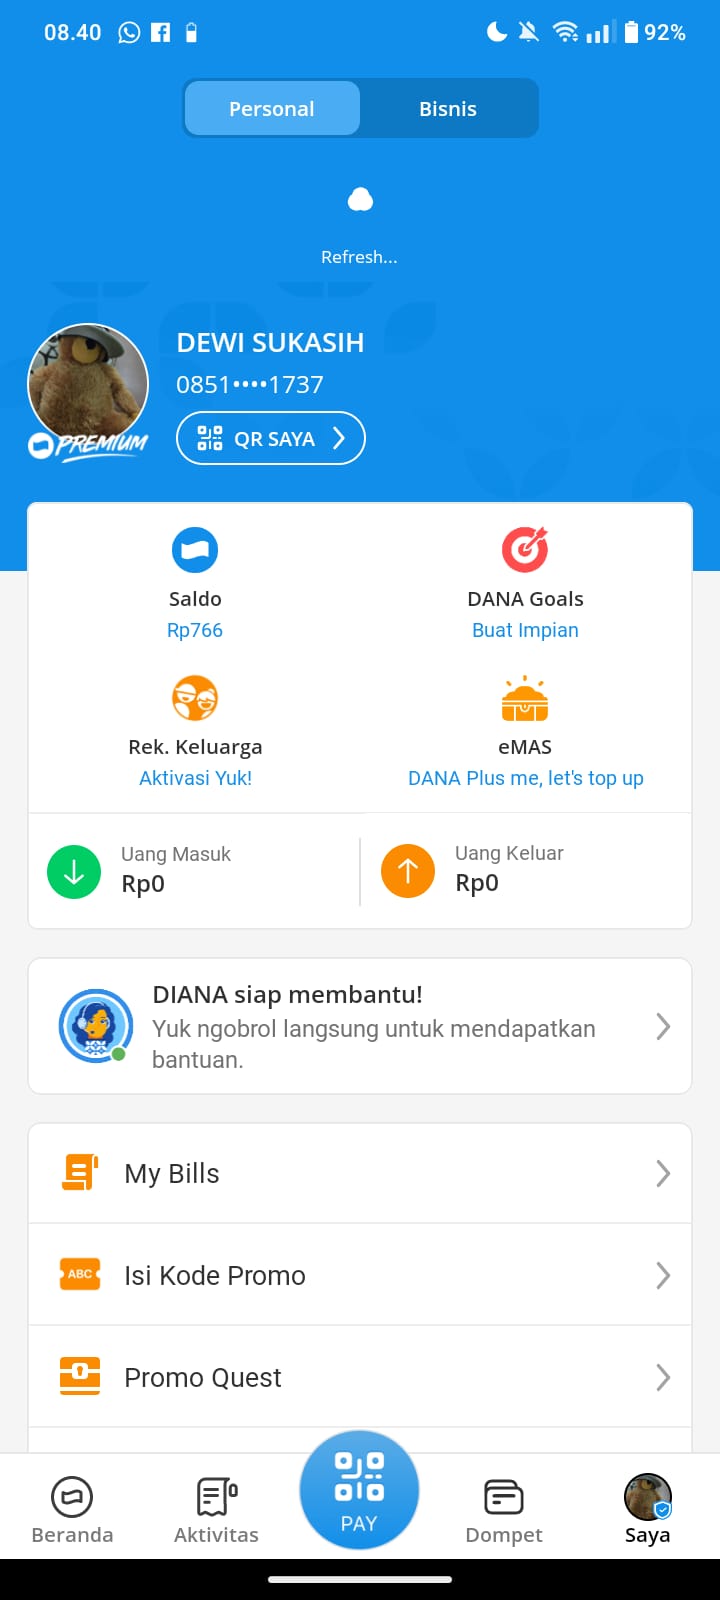 08.40
92%
Personal
Bisnis
Refresh...
DEWI SUKASIH
0851••••1737
PREMIUM
QR SAYA
Saldo
Rp766
DANA Goals
Buat Impian
Rek. Keluarga
Aktivasi Yuk!
eMAS
DANA Plus me, let's top up
Uang Masuk
Rp0
Uang Keluar
Rp0
DIANA siap membantu!
Yuk ngobrol langsung untuk mendapatkan
bantuan.
My Bills
ABC
Isi Kode Promo
Promo Quest
Beranda
Aktivitas
PAY
Dompet
Saya